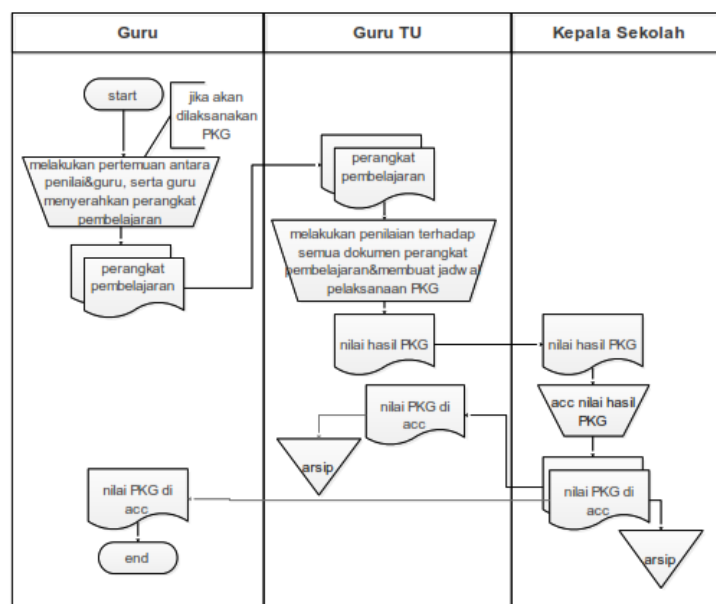 Guru
Guru TU
Kepala Sekolah
start
jika akan
dilaksanakan
PKG
melakukan pertemuan antara
penilai&guru, serta guru
menyerahkan perangkat
pembelajaran
perangkat
pembelajaran
perangkat
pembelajaran
melakukan penilaian terhadap
semua dokumen perangkat
pembelajaran&membuat jadwal
pelaksanaan PKG
nilai hasil PKG
nilai hasil PKG
acc nilai hasil
PKG
nilai PKG di
acc
arsip
nilai PKG di
acc
nilai PKG di
acc
end
arsip